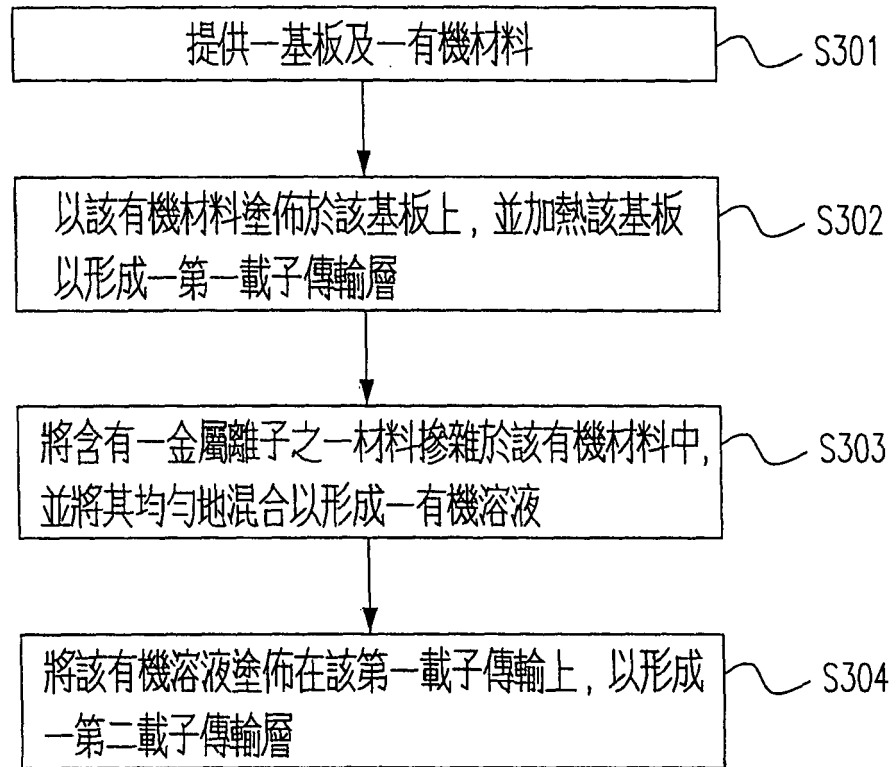 提供一基板及一有機材料
S301
以該有機材料塗佈於該基板上，並加熱該基板
以形成一第一載子傳輸層
S302
將含有一金屬離子之一材料摻雜於該有機材料中，
並將其均勻地混合以形成一有機溶液
S303
將該有機溶液塗佈在該第一載子傳輸上，以形成
一第二載子傳輸層
S304